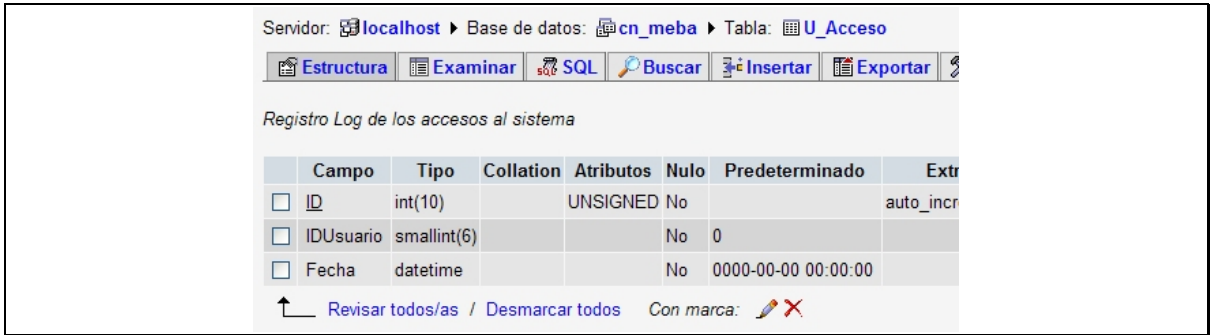 Servidor: localhost Base de datos: cn_meba Tabla: U_Acceso
Estructura Examinar SQL Buscar Insertar Exportar
Registro Log de los accesos al sistema
Campo Tipo Collation Atributos Nulo Predeterminado Extr
ID int(10) UNSIGNED No auto_incr
IDUsuario smallint(6) No 0
Fecha datetime No 0000-00-00 00:00:00
Revisar todos/as / Desmarcar todos Con marca: